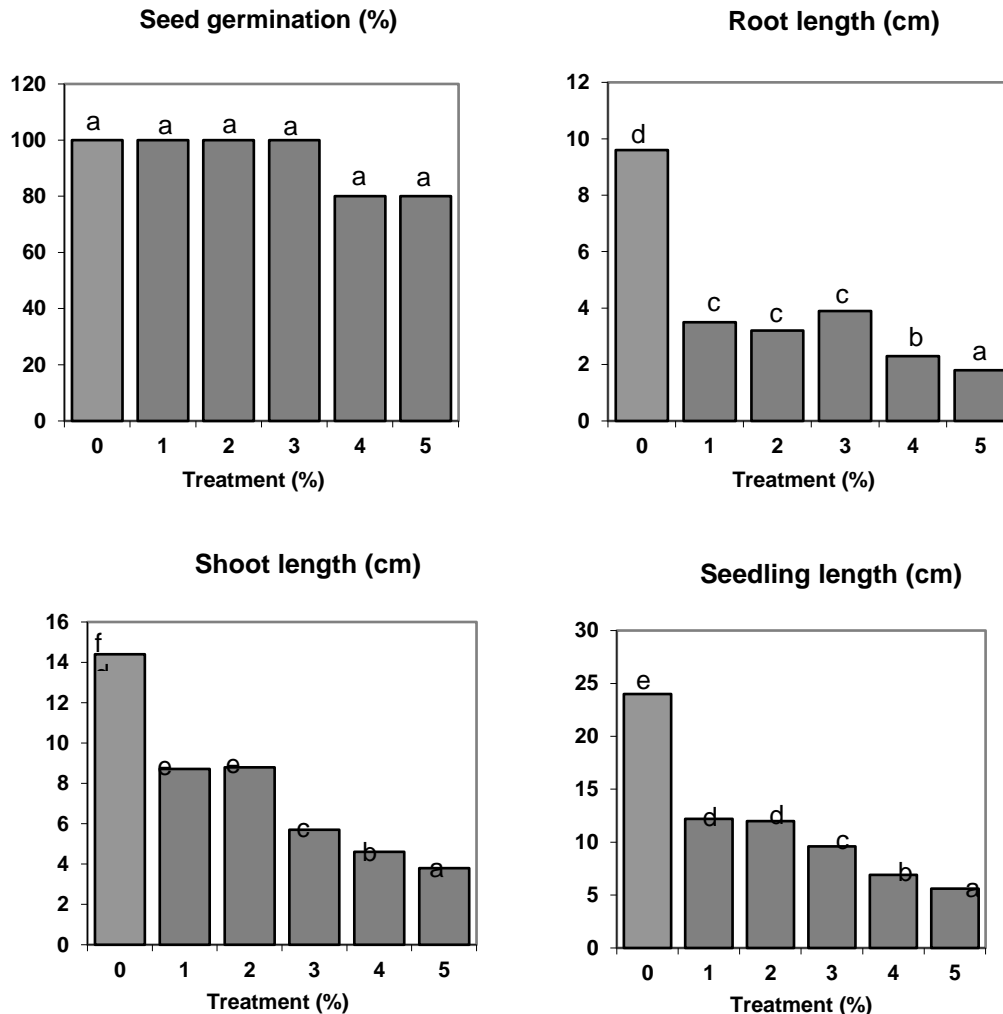 Seed germination (%)
120
100
80
60
40
20
0
a a a a a a
0 1 2 3 4 5
Treatment (%)
Root length (cm)
12
10
8
6
4
2
0
d c c c b a
0 1 2 3 4 5
Treatment (%)
Shoot length (cm)
16
14
12
10
8
6
4
2
0
f e e c b a
0 1 2 3 4 5
Treatment (%)
Seedling length (cm)
30
25
20
15
10
5
0
e d d c b a
0 1 2 3 4 5
Treatment (%)